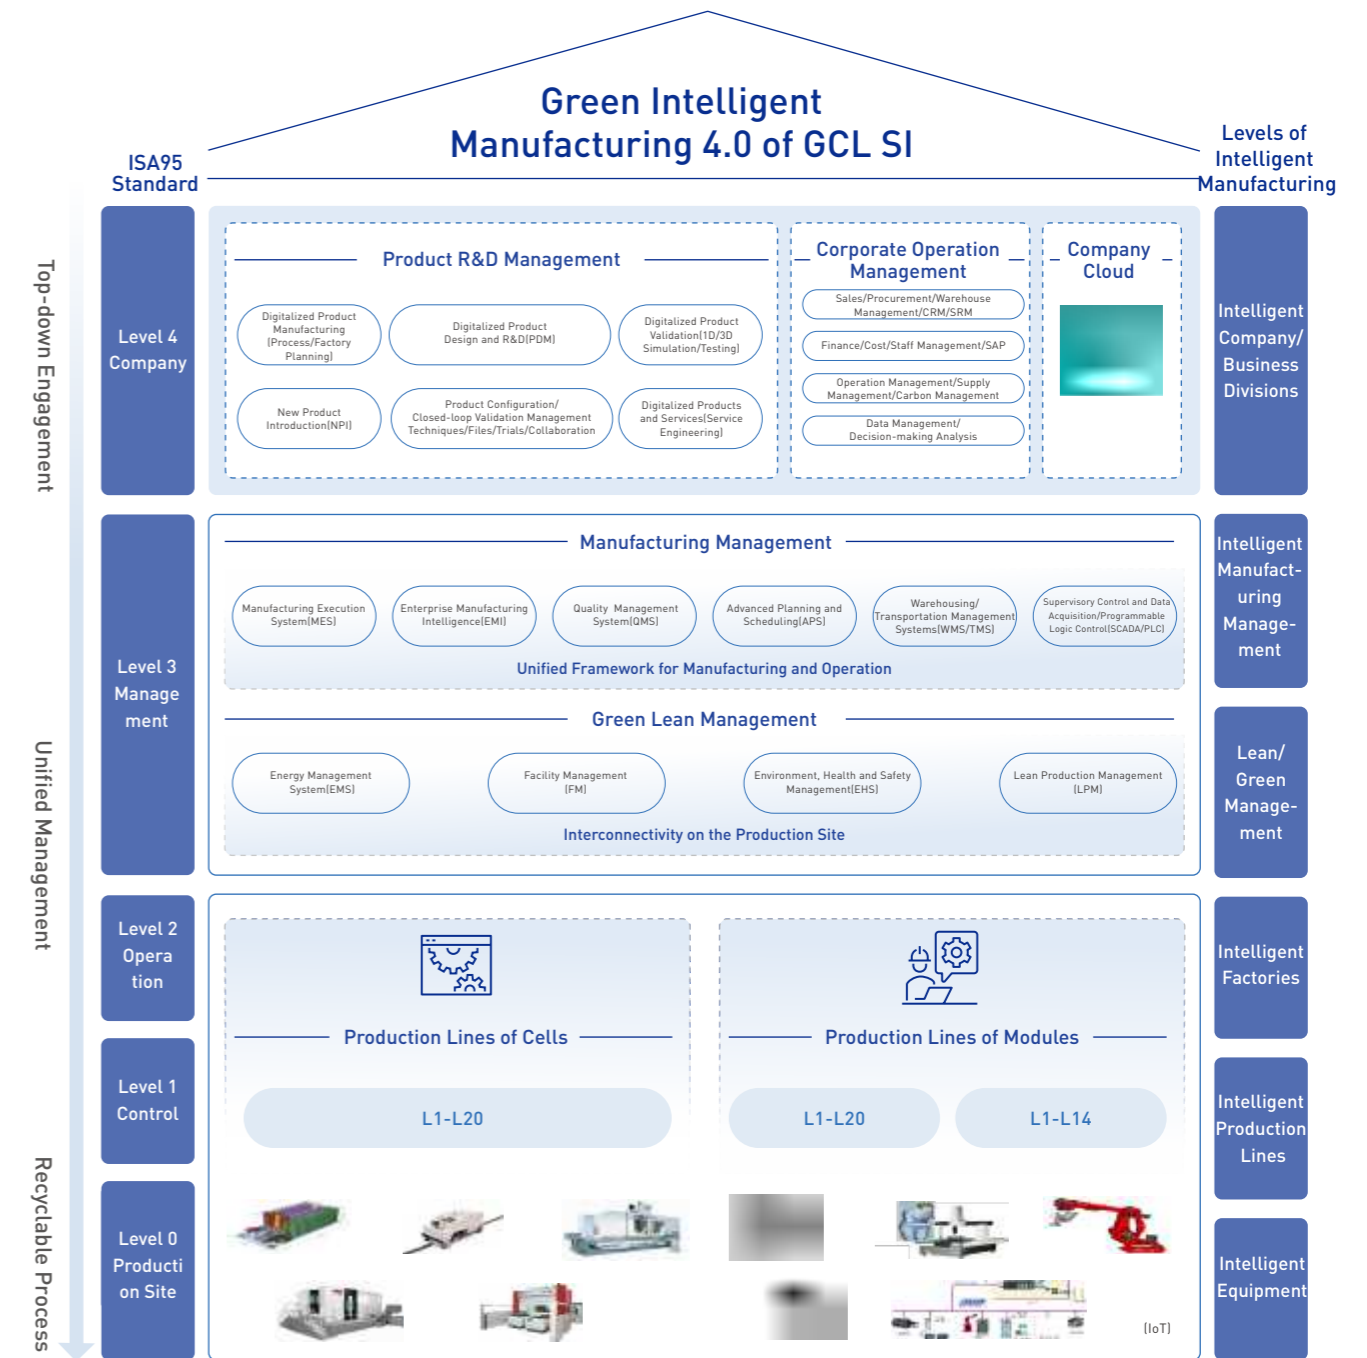 Green Intelligent
Manufacturing 4.0 of GCL SI
ISA95
Standard
Levels of
Intelligent
Manufacturing
Top-down Engagement
Unified Management
Recyclable Process
Level 4
Company
Product R&D Management
Digitalized Product
Manufacturing
(Process/Factory
Planning)
Digitalized Product
Design and R&D(PDM)
Digitalized Product
Validation(1D/3D
Simulation/Testing)
New Product
Introduction(NPI)
Product Configuration/
Closed-loop Validation Management
Techniques/Files/Trials/Collaboration
Digitalized Products
and Services(Service
Engineering)
Corporate Operation
Management
Sales/Procurement/Warehouse
Management/CRM/SRM
Finance/Cost/Staff Management/SAP
Operation Management/Supply
Management/Carbon Management
Data Management/
Decision-making Analysis
Company
Cloud
Intelligent
Company/
Business
Divisions
Level 3
Manage
ment
Manufacturing Management
Manufacturing Execution
System(MES)
Enterprise Manufacturing
Intelligence(EMI)
Quality Management
System(QMS)
Advanced Planning and
Scheduling(APS)
Warehousing/
Transportation Management
Systems(WMS/TMS)
Supervisory Control and Data
Acquisition/Programmable
Logic Control(SCADA/PLC)
Unified Framework for Manufacturing and Operation
Intelligent
Manufact-
uring
Manage-
ment
Green Lean Management
Energy Management
System(EMS)
Facility Management
(FM)
Environment, Health and Safety
Management(EHS)
Lean Production Management
(LPM)
Interconnectivity on the Production Site
Lean/
Green
Manage-
ment
Level 2
Opera
tion
Production Lines of Cells
Production Lines of Modules
Intelligent
Factories
Level 1
Control
L1-L20
L1-L20
L1-L14
Intelligent
Production
Lines
Level 0
Producti
on Site
(IoT)
Intelligent
Equipment